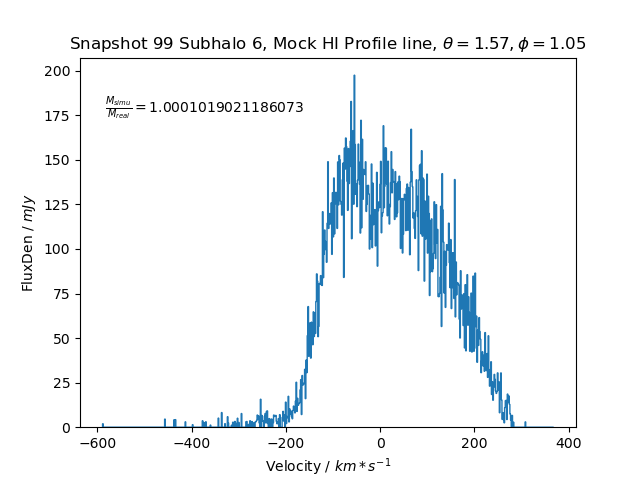 Snapshot 99 Subhalo 6, Mock HI Profile line, θ = 1.57, ϕ = 1.05
M_simu/M_real = 1.0001019021186073
FluxDen / mJy
200
175
150
125
100
75
50
25
0
−600 −400 −200 0 200 400
Velocity / km * s⁻¹